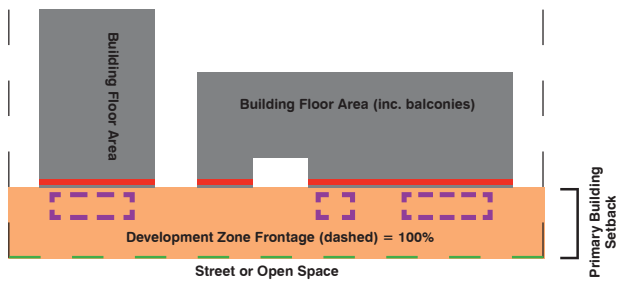 Building Floor Area
Building Floor Area (inc. balconies)
Development Zone Frontage (dashed) = 100%
Street or Open Space
Primary Building
Setback